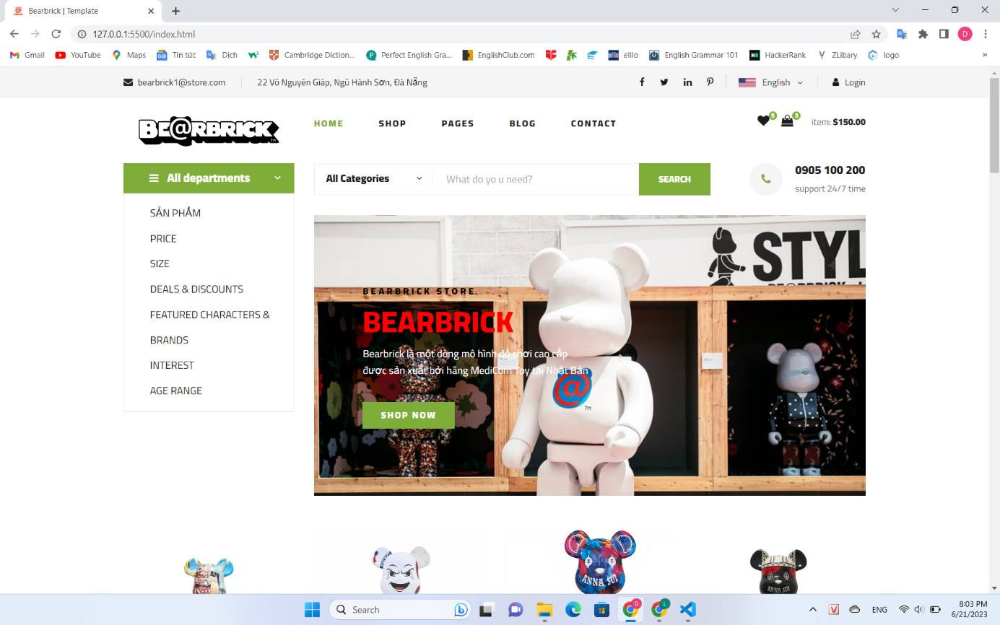 Bearbrick | Template
127.0.0.1:5500/index.html
D
Gmail
YouTube
Maps
Tin tức
Dịch
Cambridge Diction...
Perfect English Gra...
EnglishClub.com
elllo
English Grammar 101
HackerRank
ZLibary
logo
»
bearbrick1@store.com
22 Võ Nguyên Giáp, Ngũ Hành Sơn, Đà Nẵng
English
Login
BE@RBRICK
TM
HOME
SHOP
PAGES
BLOG
CONTACT
5
3
item: $150.00
All departments
All Categories
What do yo u need?
SEARCH
0905 100 200
support 24/7 time
SẢN PHẨM
PRICE
SIZE
DEALS & DISCOUNTS
FEATURED CHARACTERS &
BRANDS
INTEREST
AGE RANGE
STYL
BEARBRICK STORE
BEARBRICK
Bearbrick là một dòng mô hình đồ chơi cao cấp
được sản xuất bởi hãng MediCom Toy tại Nhật Bản
@
TM
SHOP NOW
ANNA SUI
ANNA SUI
Search
D
L
ENG
8:03 PM
6/21/2023